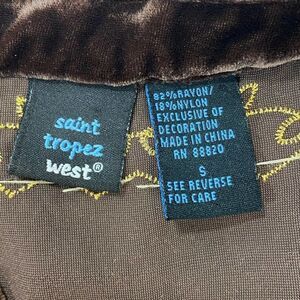 saint
tropez
west®
82%RAYON/
18%NYLON
EXCLUSIVE OF
DECORATION
MADE IN CHINA
RN 88820
S
SEE REVERSE
FOR CARE